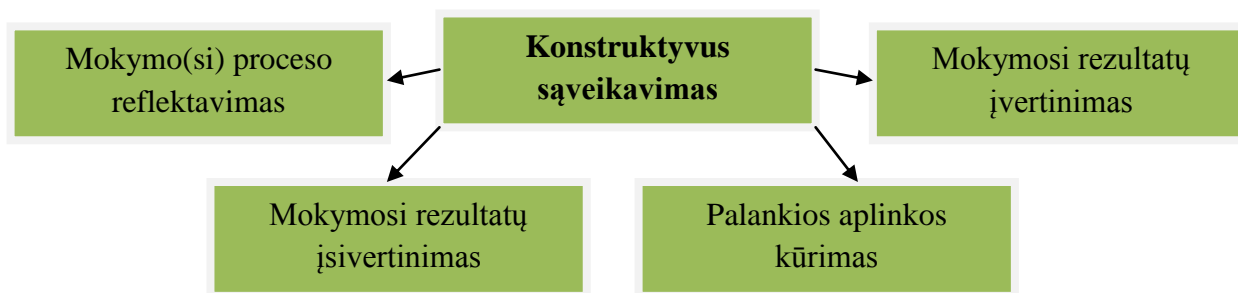 Mokymo(si) proceso
reflektavimas
Konstruktyvus
sąveikavimas
Mokymosi rezultatų
įvertinimas
Mokymosi rezultatų
įsivertinimas
Palankios aplinkos
kūrimas